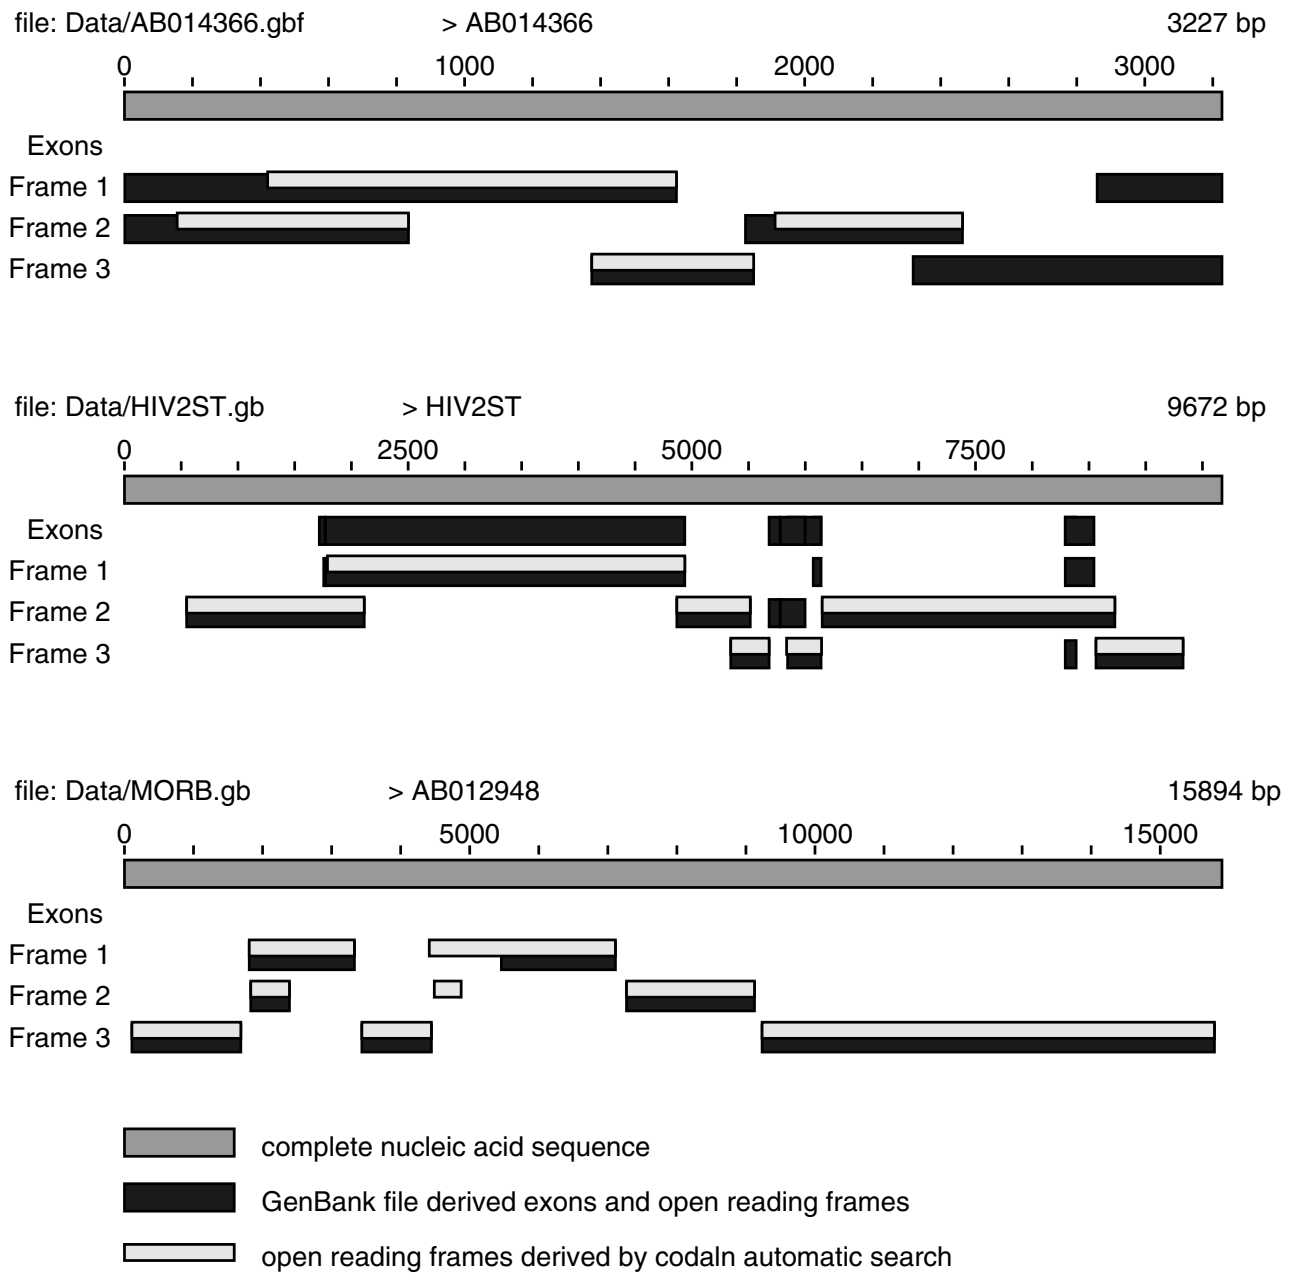 file: Data/AB014366.gbf > AB014366 3227 bp
0 1000 2000 3000
Exons
Frame 1
Frame 2
Frame 3
file: Data/HIV2ST.gb > HIV2ST 9672 bp
0 2500 5000 7500
Exons
Frame 1
Frame 2
Frame 3
file: Data/MORB.gb > AB012948 15894 bp
0 5000 10000 15000
Exons
Frame 1
Frame 2
Frame 3
complete nucleic acid sequence
GenBank file derived exons and open reading frames
open reading frames derived by codaln automatic search